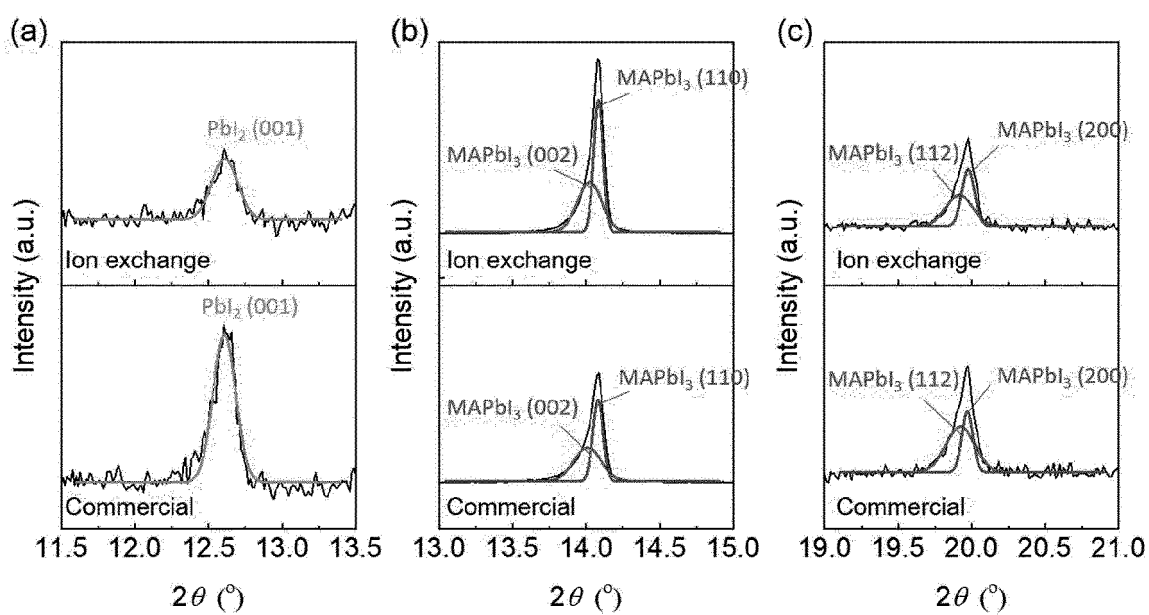 (a)
Intensity (a.u.)
PbI₂ (001)
Ion exchange
PbI₂ (001)
Commercial
11.5 12.0 12.5 13.0 13.5
2θ (°)
(b)
Intensity (a.u.)
MAPbI₃ (110)
MAPbI₃ (002)
Ion exchange
MAPbI₃ (110)
MAPbI₃ (002)
Commercial
13.0 13.5 14.0 14.5 15.0
2θ (°)
(c)
Intensity (a.u.)
MAPbI₃ (200)
MAPbI₃ (112)
Ion exchange
MAPbI₃ (112)
MAPbI₃ (200)
Commercial
19.0 19.5 20.0 20.5 21.0
2θ (°)